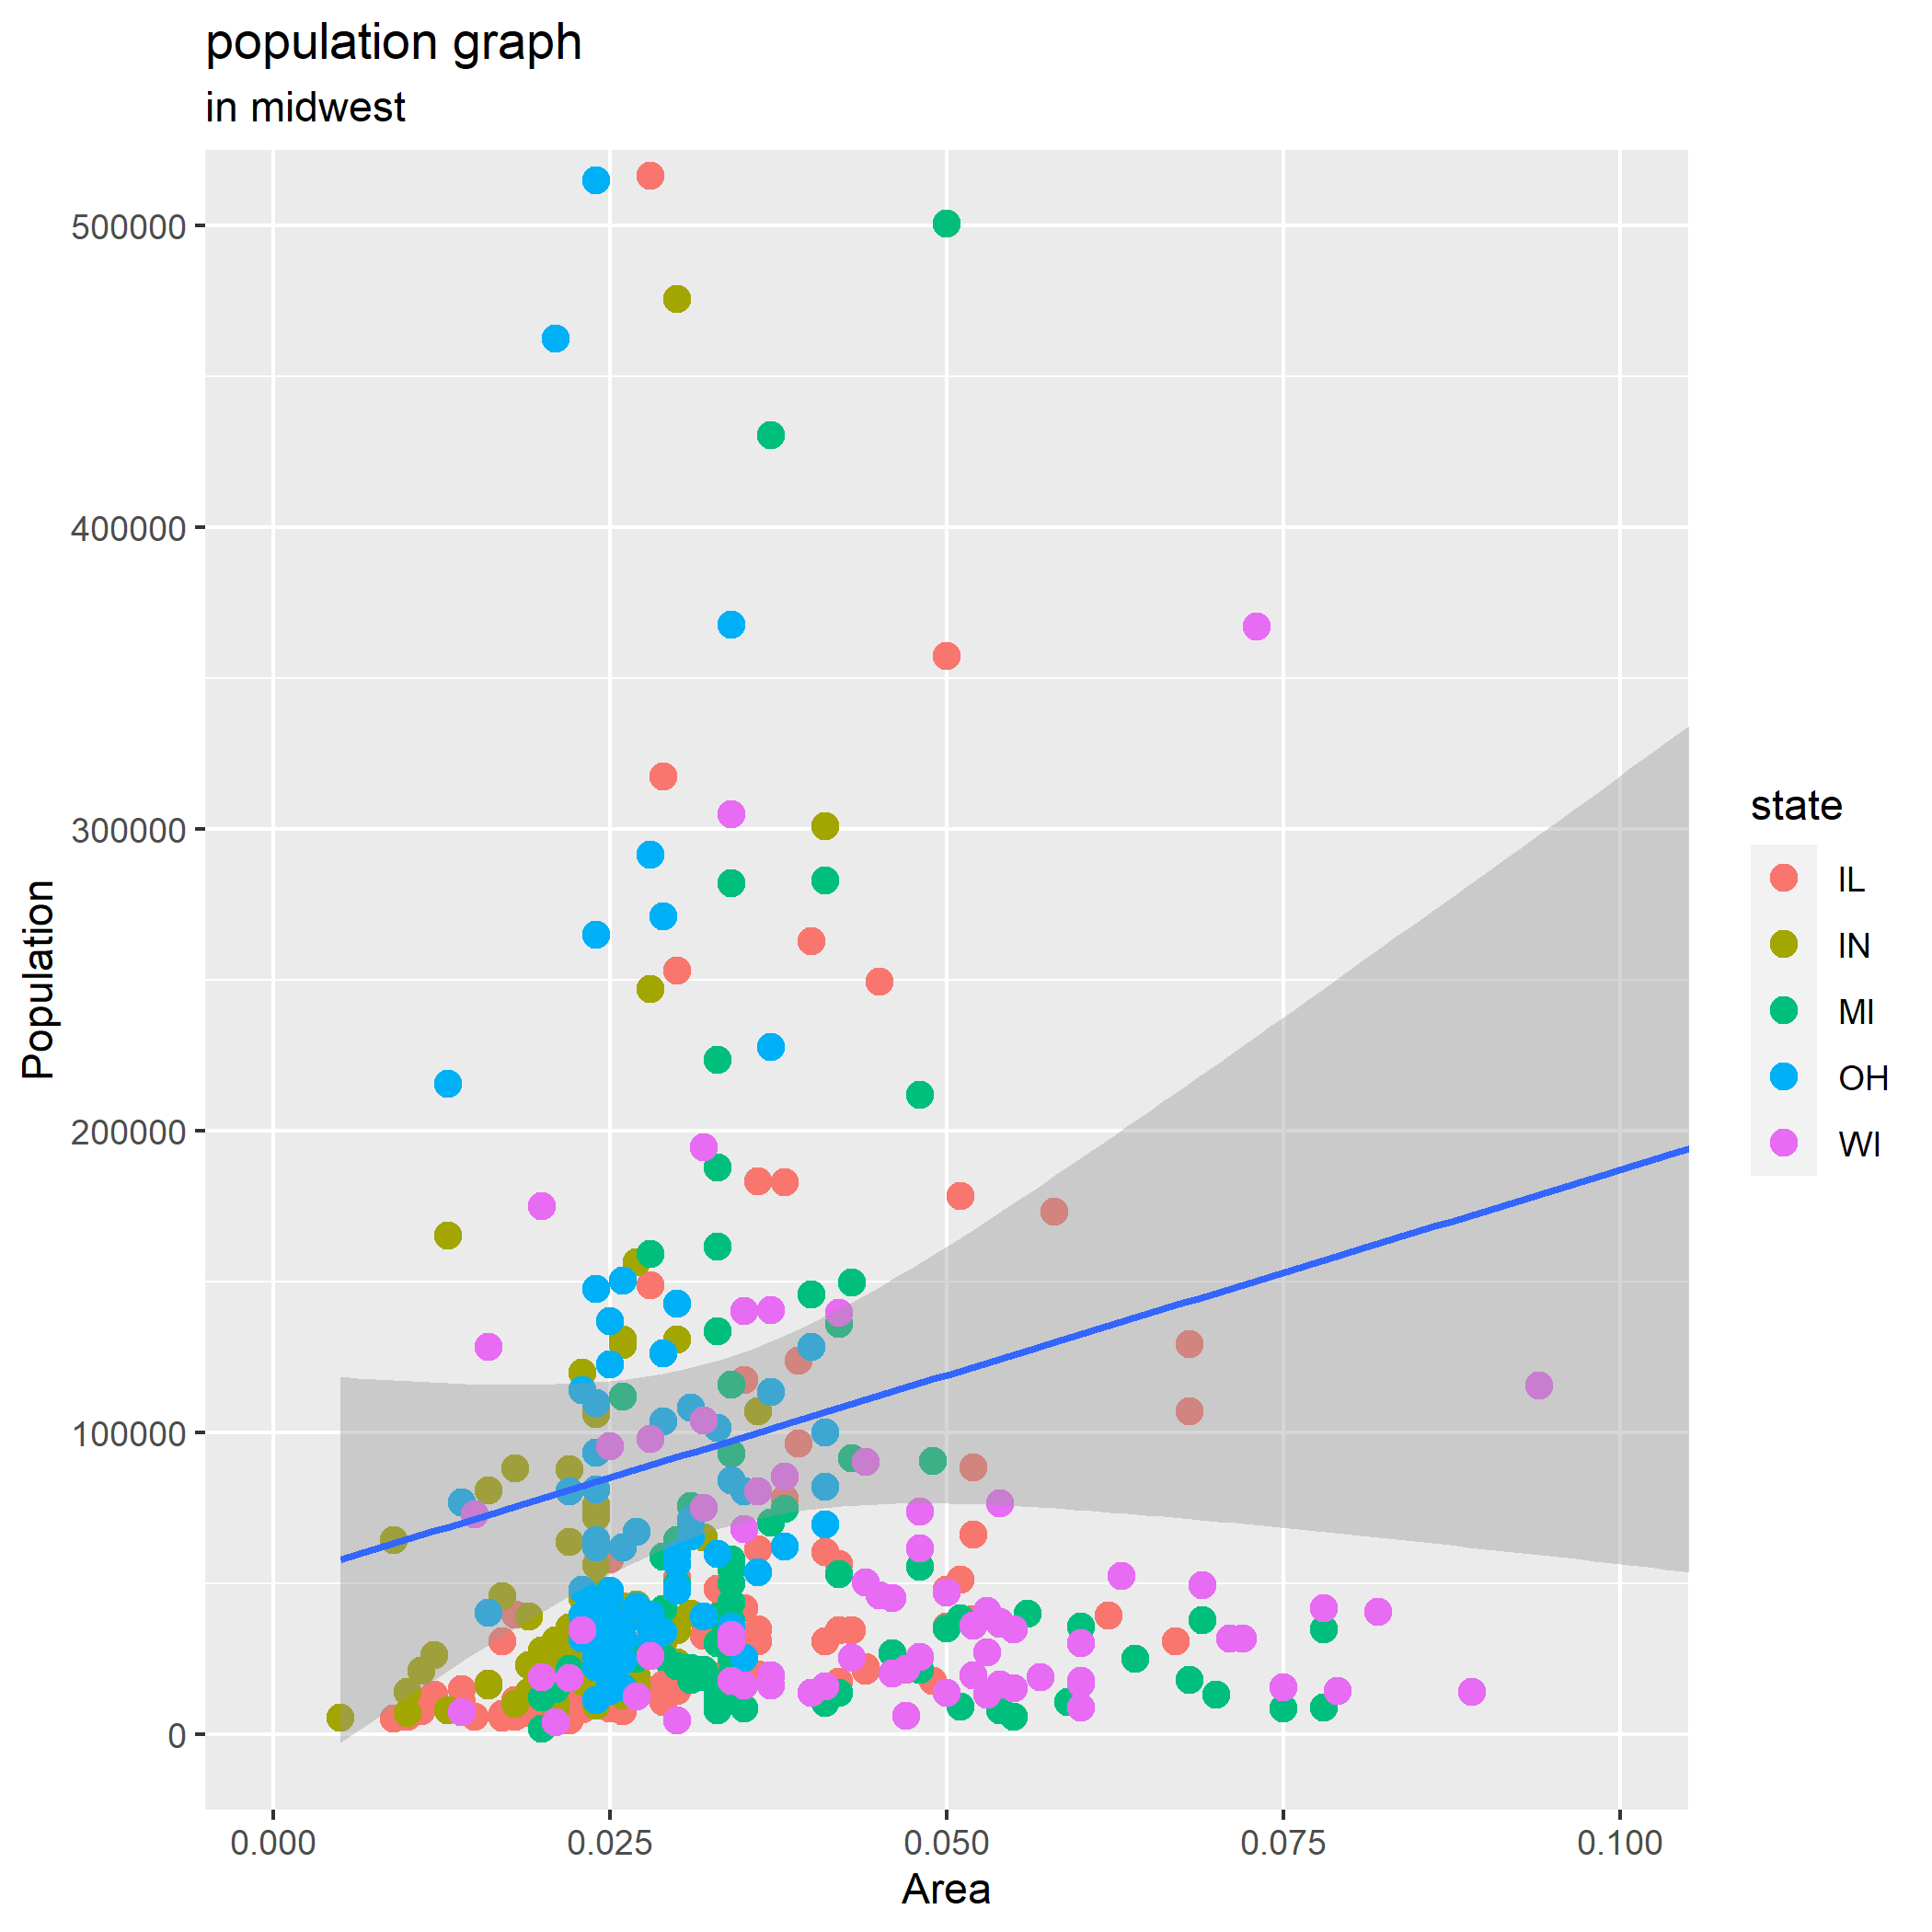 population graph
in midwest
500000
400000
300000
200000
100000
0
Population
0.000
0.025
0.050
0.075
0.100
Area
state
IL
IN
MI
OH
WI